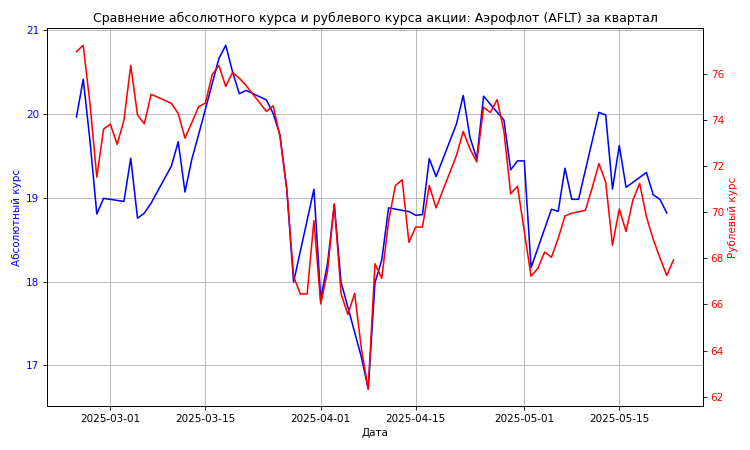 Сравнение абсолютного курса и рублевого курса акции: Аэрофлот (AFLT) за квартал
21
20
19
18
17
Абсолютный курс
76
74
72
70
68
66
64
62
Рублевый курс
2025-03-01 2025-03-15 2025-04-01 2025-04-15 2025-05-01 2025-05-15
Дата